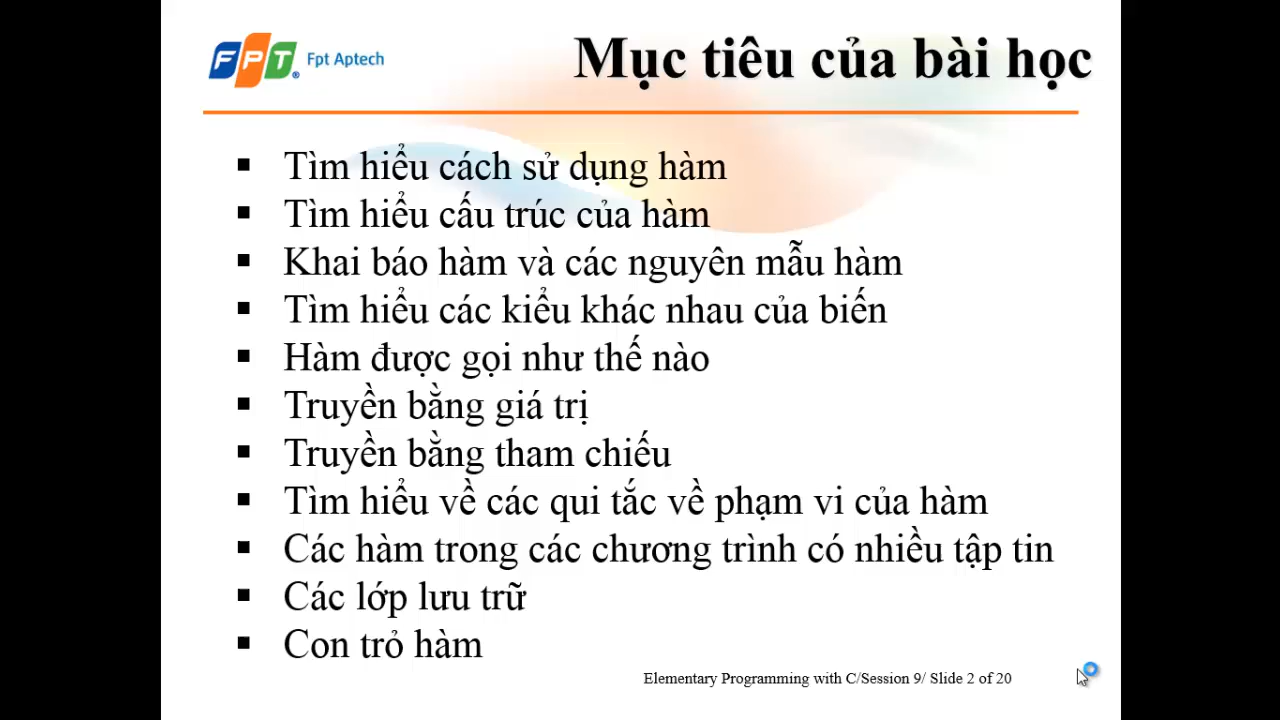 FPT® Fpt Aptech
Mục tiêu của bài học
▪ Tìm hiểu cách sử dụng hàm
▪ Tìm hiểu cấu trúc của hàm
▪ Khai báo hàm và các nguyên mẫu hàm
▪ Tìm hiểu các kiểu khác nhau của biến
▪ Hàm được gọi như thế nào
▪ Truyền bằng giá trị
▪ Truyền bằng tham chiếu
▪ Tìm hiểu về các qui tắc về phạm vi của hàm
▪ Các hàm trong các chương trình có nhiều tập tin
▪ Các lớp lưu trữ
▪ Con trỏ hàm
Elementary Programming with C/Session 9/ Slide 2 of 20